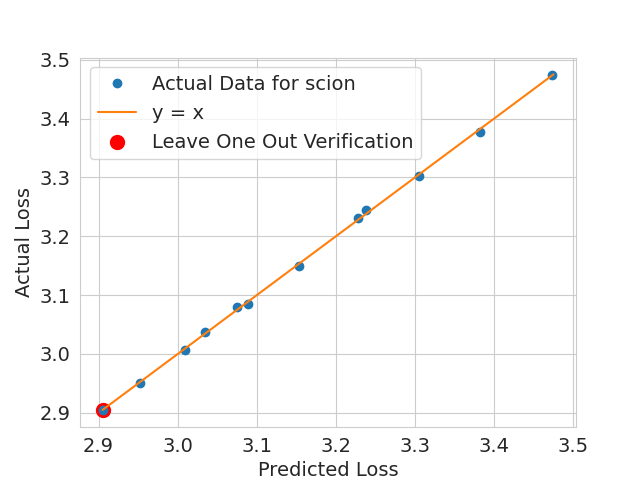 3.5
3.4
3.3
3.2
3.1
3.0
2.9
Actual Loss
Actual Data for scion
y = x
Leave One Out Verification
2.9 3.0 3.1 3.2 3.3 3.4 3.5
Predicted Loss